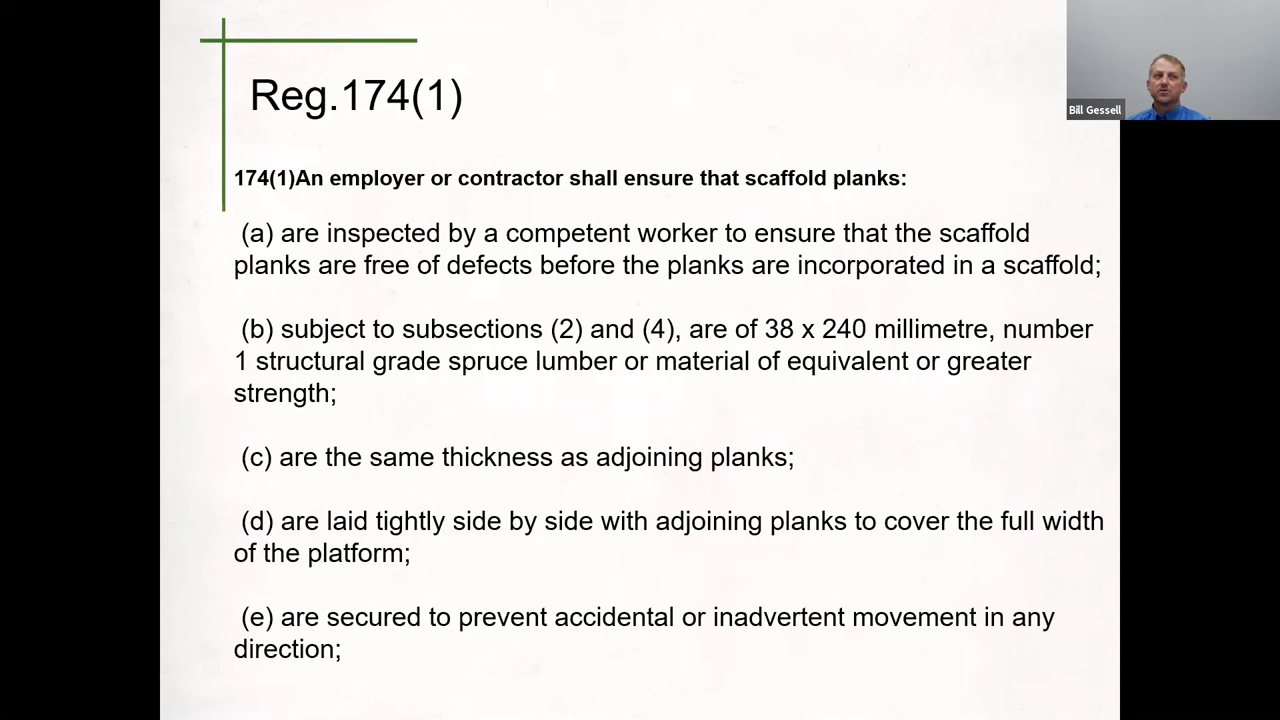 Reg.174(1)
Bill Gessell
174(1)An employer or contractor shall ensure that scaffold planks:
(a) are inspected by a competent worker to ensure that the scaffold
planks are free of defects before the planks are incorporated in a scaffold;
(b) subject to subsections (2) and (4), are of 38 x 240 millimetre, number
1 structural grade spruce lumber or material of equivalent or greater
strength;
(c) are the same thickness as adjoining planks;
(d) are laid tightly side by side with adjoining planks to cover the full width
of the platform;
(e) are secured to prevent accidental or inadvertent movement in any
direction;